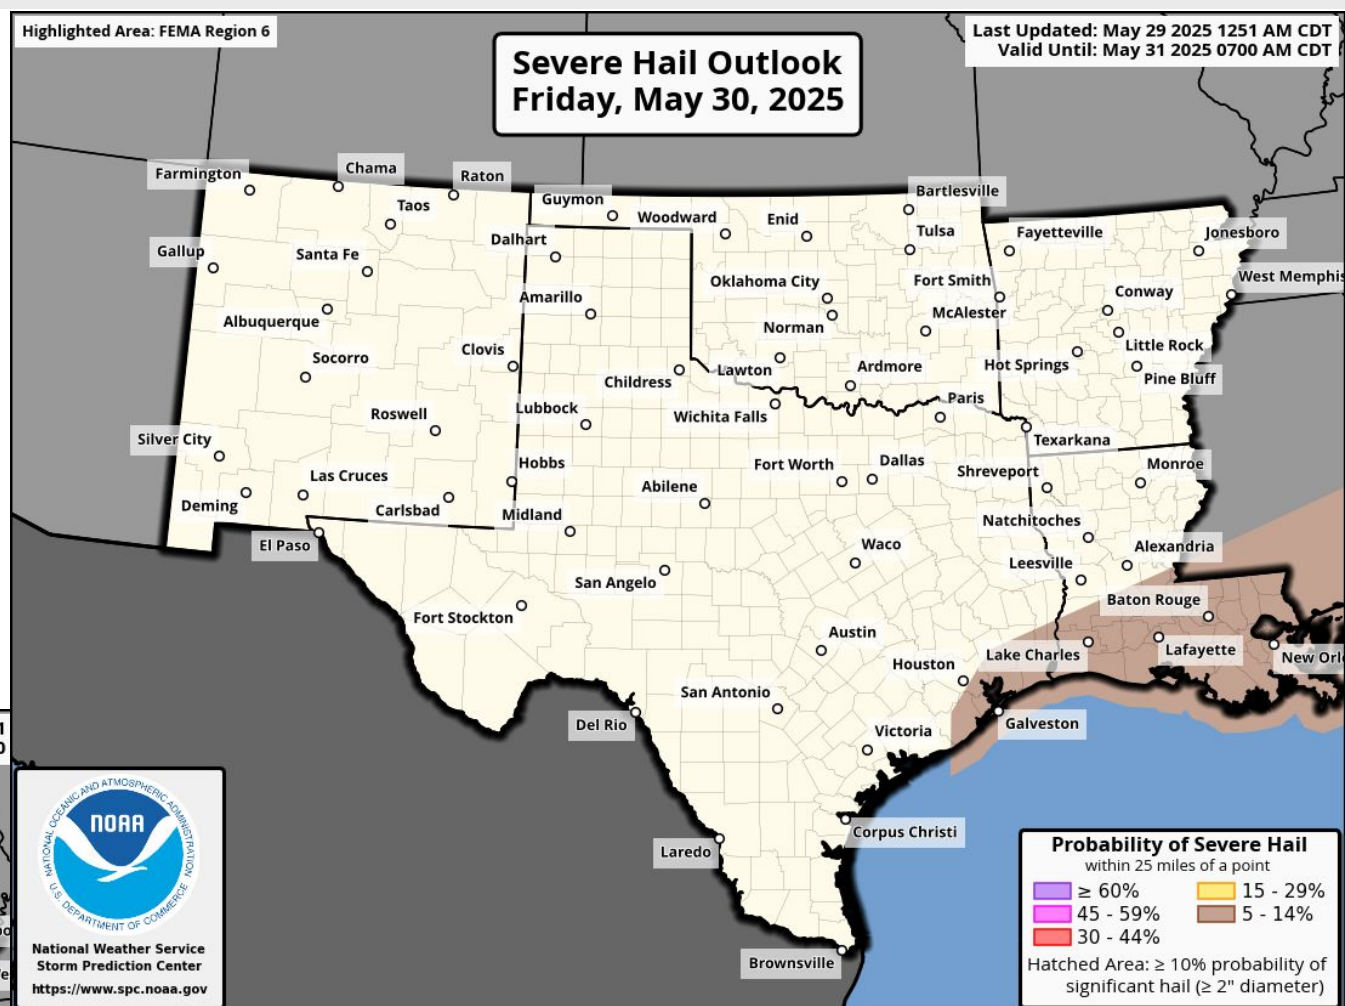 Highlighted Area: FEMA Region 6
Last Updated: May 29 2025 1251 AM CDT
Valid Until: May 31 2025 0700 AM CDT
Severe Hail Outlook
Friday, May 30, 2025
Farmington
Chama
Raton
Taos
Guymon
Woodward
Enid
Bartlesville
Tulsa
Fayetteville
Jonesboro
Gallup
Santa Fe
Dalhart
Albuquerque
Amarillo
Oklahoma City
Norman
Fort Smith
McAlester
Conway
West Memphis
Socorro
Clovis
Childress
Lawton
Ardmore
Hot Springs
Little Rock
Pine Bluff
Roswell
Lubbock
Wichita Falls
Paris
Texarkana
Silver City
Las Cruces
Hobbs
Abilene
Fort Worth
Dallas
Shreveport
Monroe
Deming
Carlsbad
Midland
Natchitoches
El Paso
San Angelo
Waco
Leesville
Alexandria
Fort Stockton
Austin
Baton Rouge
Houston
Lake Charles
Lafayette
New Orl
Del Rio
San Antonio
Victoria
Galveston
Laredo
Corpus Christi
Brownsville
NATIONAL OCEANIC AND ATMOSPHERIC ADMINISTRATION
NOAA
U.S. DEPARTMENT OF COMMERCE
National Weather Service
Storm Prediction Center
https://www.spc.noaa.gov
Probability of Severe Hail
within 25 miles of a point
≥ 60%
45 - 59%
30 - 44%
15 - 29%
5 - 14%
Hatched Area: ≥ 10% probability of
significant hail (≥ 2" diameter)